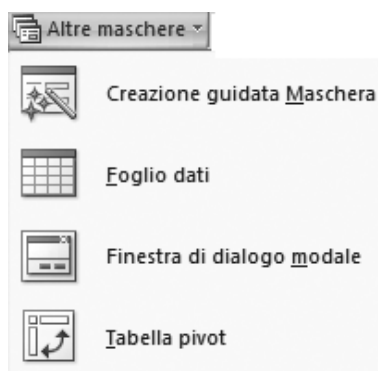 Altre maschere
Creazione guidata Maschera
Foglio dati
Finestra di dialogo modale
Tabella pivot